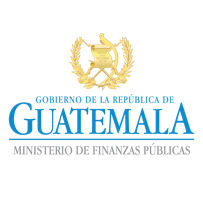 GOBIERNO DE LA REPÚBLICA DE
GUATEMALA
MINISTERIO DE FINANZAS PÚBLICAS